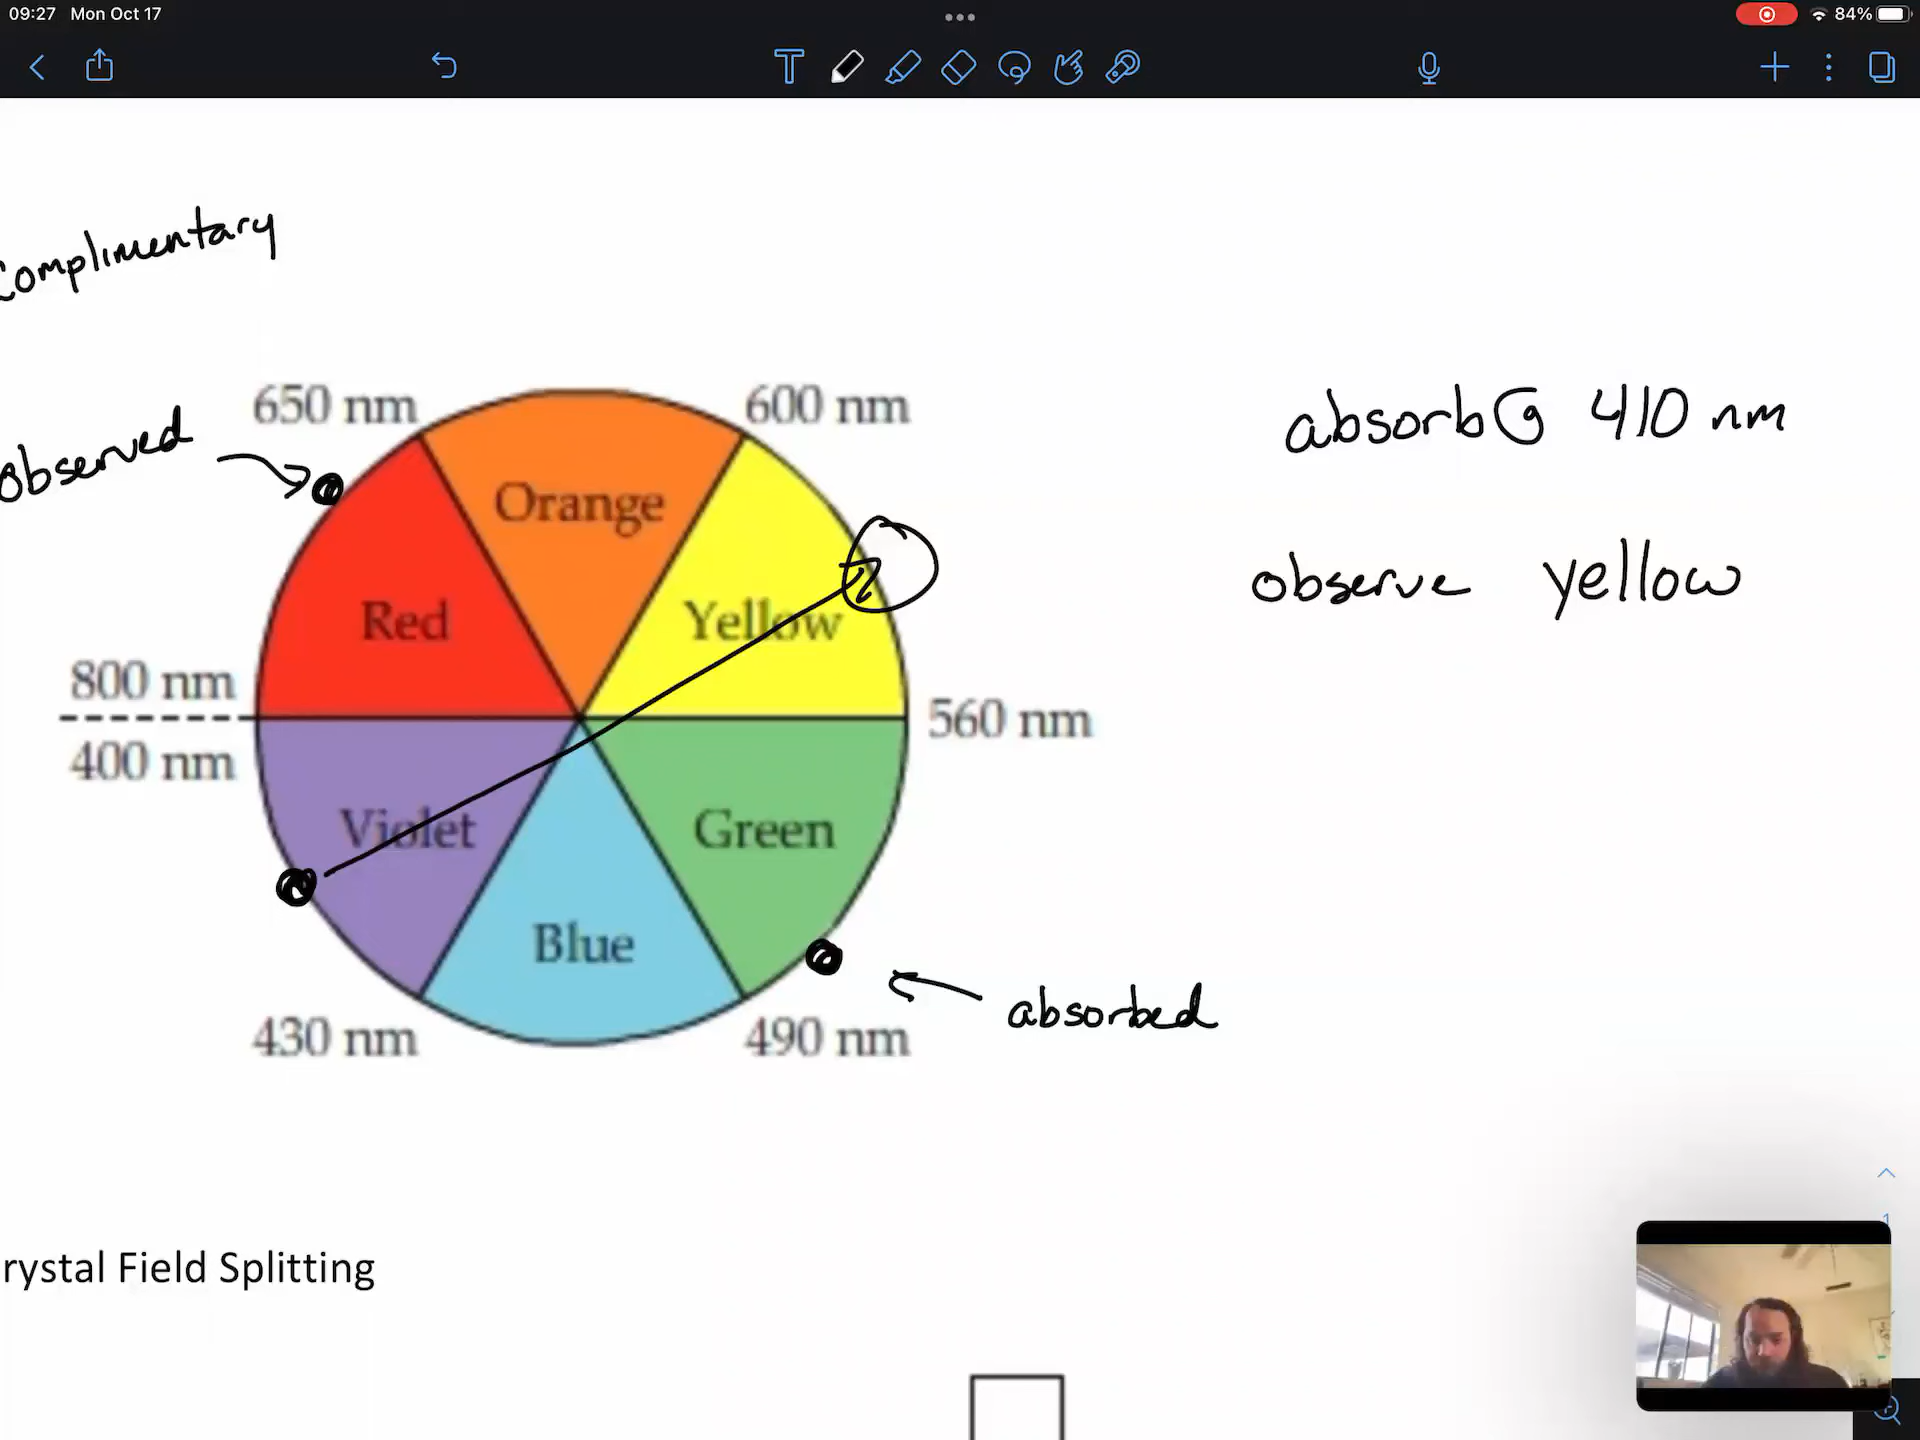 09:27 Mon Oct 17
84%
T
Complimentary
650 nm
600 nm
absorb @ 410 nm
Observed
Orange
observe yellow
Red
Yellow
800 nm
560 nm
400 nm
Violet
Green
Blue
absorbed
430 nm
490 nm
1
rystal Field Splitting